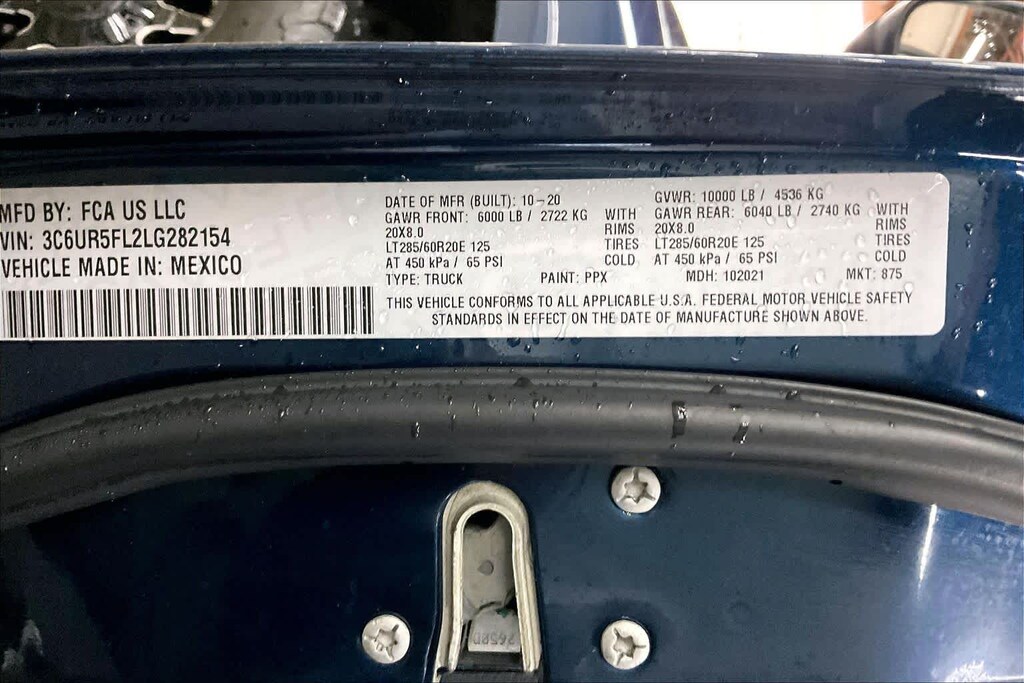 MFD BY: FCA US LLC
VIN: 3C6UR5FL2LG282154
VEHICLE MADE IN: MEXICO
DATE OF MFR (BUILT): 10-20
GAWR FRONT: 6000 LB / 2722 KG WITH
20X8.0 RIMS
LT285/60R20E 125 TIRES
AT 450 kPa / 65 PSI COLD
TYPE: TRUCK PAINT: PPX
GVWR: 10000 LB / 4536 KG
GAWR REAR: 6040 LB / 2740 KG WITH
20X8.0 RIMS
LT285/60R20E 125 TIRES
AT 450 kPa / 65 PSI COLD
MDH: 102021 MKT: 875
THIS VEHICLE CONFORMS TO ALL APPLICABLE U.S.A. FEDERAL MOTOR VEHICLE SAFETY
STANDARDS IN EFFECT ON THE DATE OF MANUFACTURE SHOWN ABOVE.